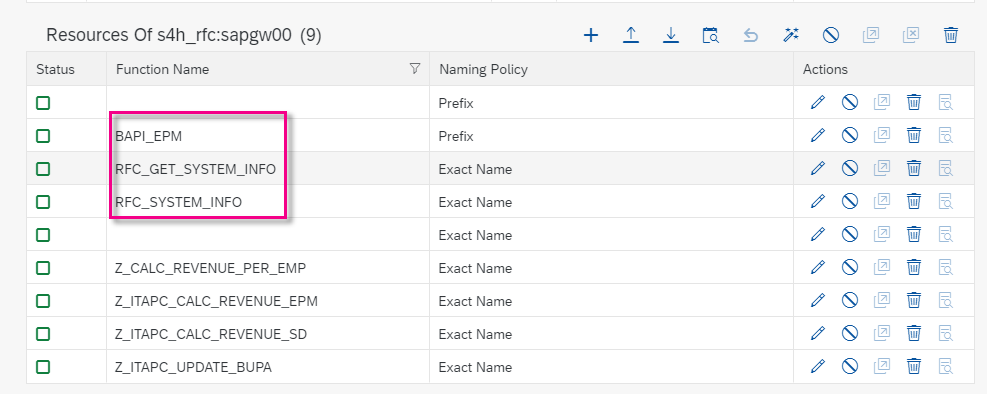 Resources Of s4h_rfc:sapgw00 (9)
Status Function Name Naming Policy Actions
Prefix
BAPI_EPM Prefix
RFC_GET_SYSTEM_INFO Exact Name
RFC_SYSTEM_INFO Exact Name
Exact Name
Z_CALC_REVENUE_PER_EMP Exact Name
Z_ITAPC_CALC_REVENUE_EPM Exact Name
Z_ITAPC_CALC_REVENUE_SD Exact Name
Z_ITAPC_UPDATE_BUPA Exact Name